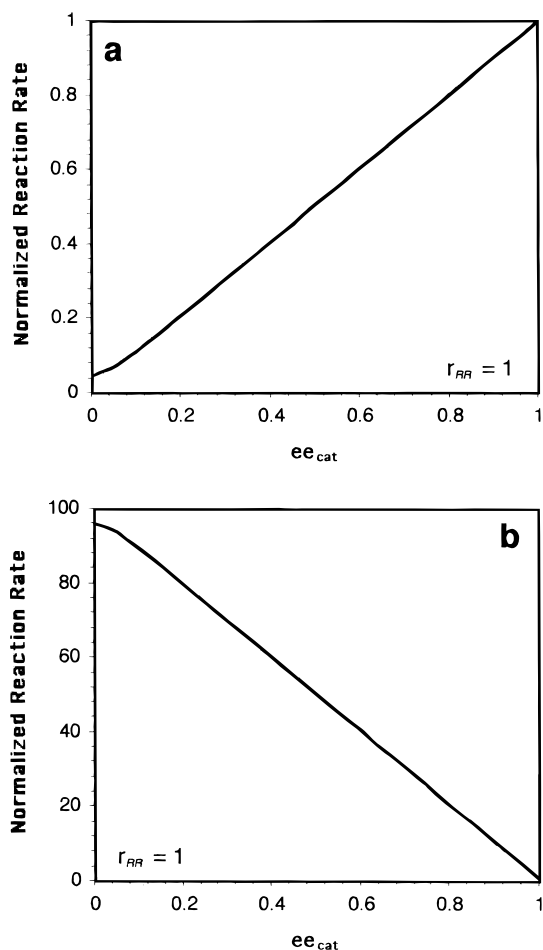 a
Normalized Reaction Rate
1
0.8
0.6
0.4
0.2
0
r_RR = 1
0 0.2 0.4 0.6 0.8 1
ee_cat
b
Normalized Reaction Rate
100
80
60
40
20
0
r_RR = 1
0 0.2 0.4 0.6 0.8 1
ee_cat